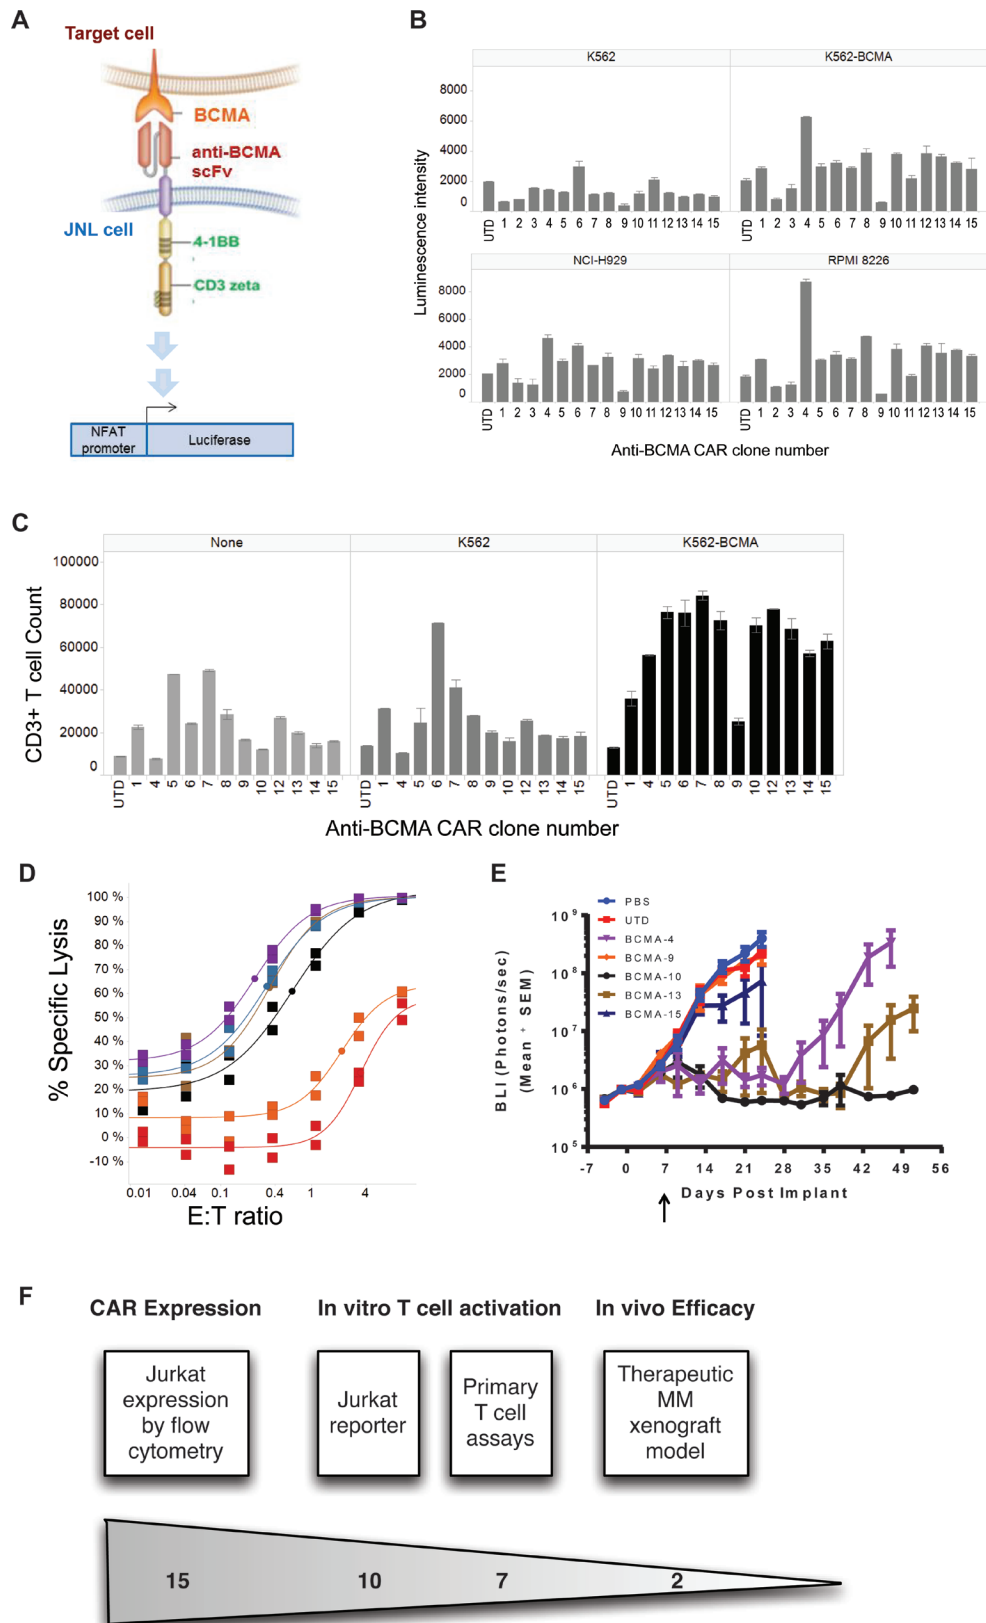 A
Target cell
BCMA
anti-BCMA
scFv
JNL cell
4-1BB
CD3 zeta
NFAT
promoter
Luciferase
B
K562
K562-BCMA
8000
6000
4000
2000
0
UTD 1 2 3 4 5 6 7 8 9 10 11 12 13 14 15
UTD 1 2 3 4 5 6 7 8 9 10 11 12 13 14 15
Luminescence intensity
NCI-H929
RPMI 8226
8000
6000
4000
2000
0
UTD 1 2 3 4 5 6 7 8 9 10 11 12 13 14 15
UTD 1 2 3 4 5 6 7 8 9 10 11 12 13 14 15
Anti-BCMA CAR clone number
C
None
K562
K562-BCMA
100000
80000
60000
40000
20000
0
CD3+ T cell Count
UTD 1 4 5 6 7 8 9 10 12 13 14 15
UTD 1 4 5 6 7 8 9 10 12 13 14 15
UTD 1 4 5 6 7 8 9 10 12 13 14 15
Anti-BCMA CAR clone number
D
100 %
90 %
80 %
70 %
60 %
50 %
40 %
30 %
20 %
10 %
0 %
-10 %
% Specific Lysis
0.01 0.04 0.1 0.4 1 4
E:T ratio
E
PBS
UTD
BCMA-4
BCMA-9
BCMA-10
BCMA-13
BCMA-15
10^9
10^8
10^7
10^6
10^5
BLI (Photons/sec)
(Mean + SEM)
-7 0 7 14 21 28 35 42 49 56
Days Post Implant
F
CAR Expression
In vitro T cell activation
In vivo Efficacy
Jurkat
expression
by flow
cytometry
Jurkat
reporter
Primary
T cell
assays
Therapeutic
MM
xenograft
model
15 10 7 2